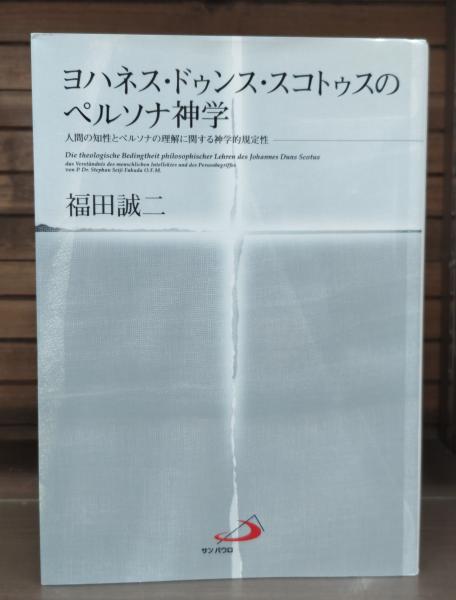 ヨハネス・ドゥンス・スコトゥスの
ペルソナ神学
人間の知性とペルソナの理解に関する神学的規定性
Die theologische Bedingtheit philosophischer Lehren des Johannes Duns Scotus
das Verständnis des menschlichen Intellektes und des Personbegriffes
von P. Dr. Stephan Seiji Fukuda O.F.M.
福田誠二
サンパウロ